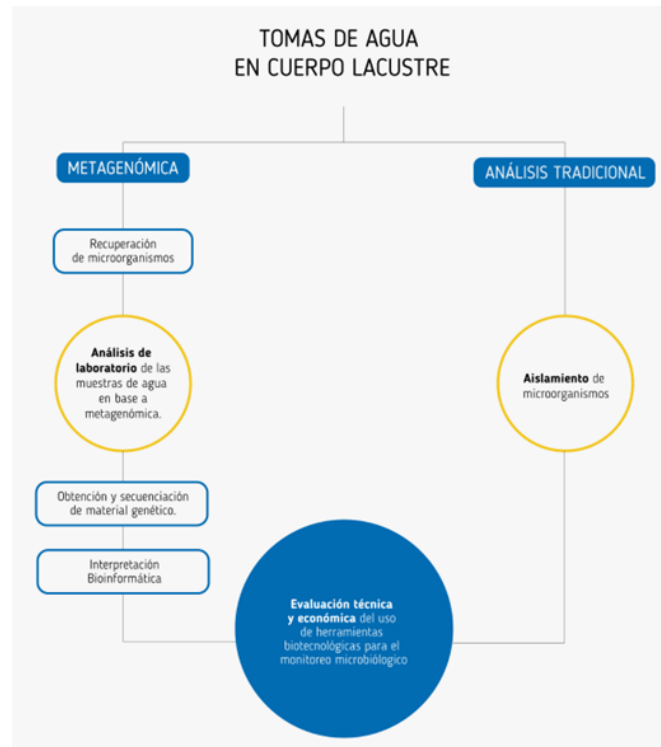 TOMAS DE AGUA
EN CUERPO LACUSTRE
METAGENÓMICA
ANÁLISIS TRADICIONAL
Recuperación
de microorganismos
Análisis de
laboratorio de las
muestras de agua
en base a
metagenómica.
Aislamiento de
microorganismos
Obtención y secuenciación
de material genético.
Interpretación
Bioinformática
Evaluación técnica
y económica del uso
de herramientas
biotecnológicas para el
monitoreo microbiólogico